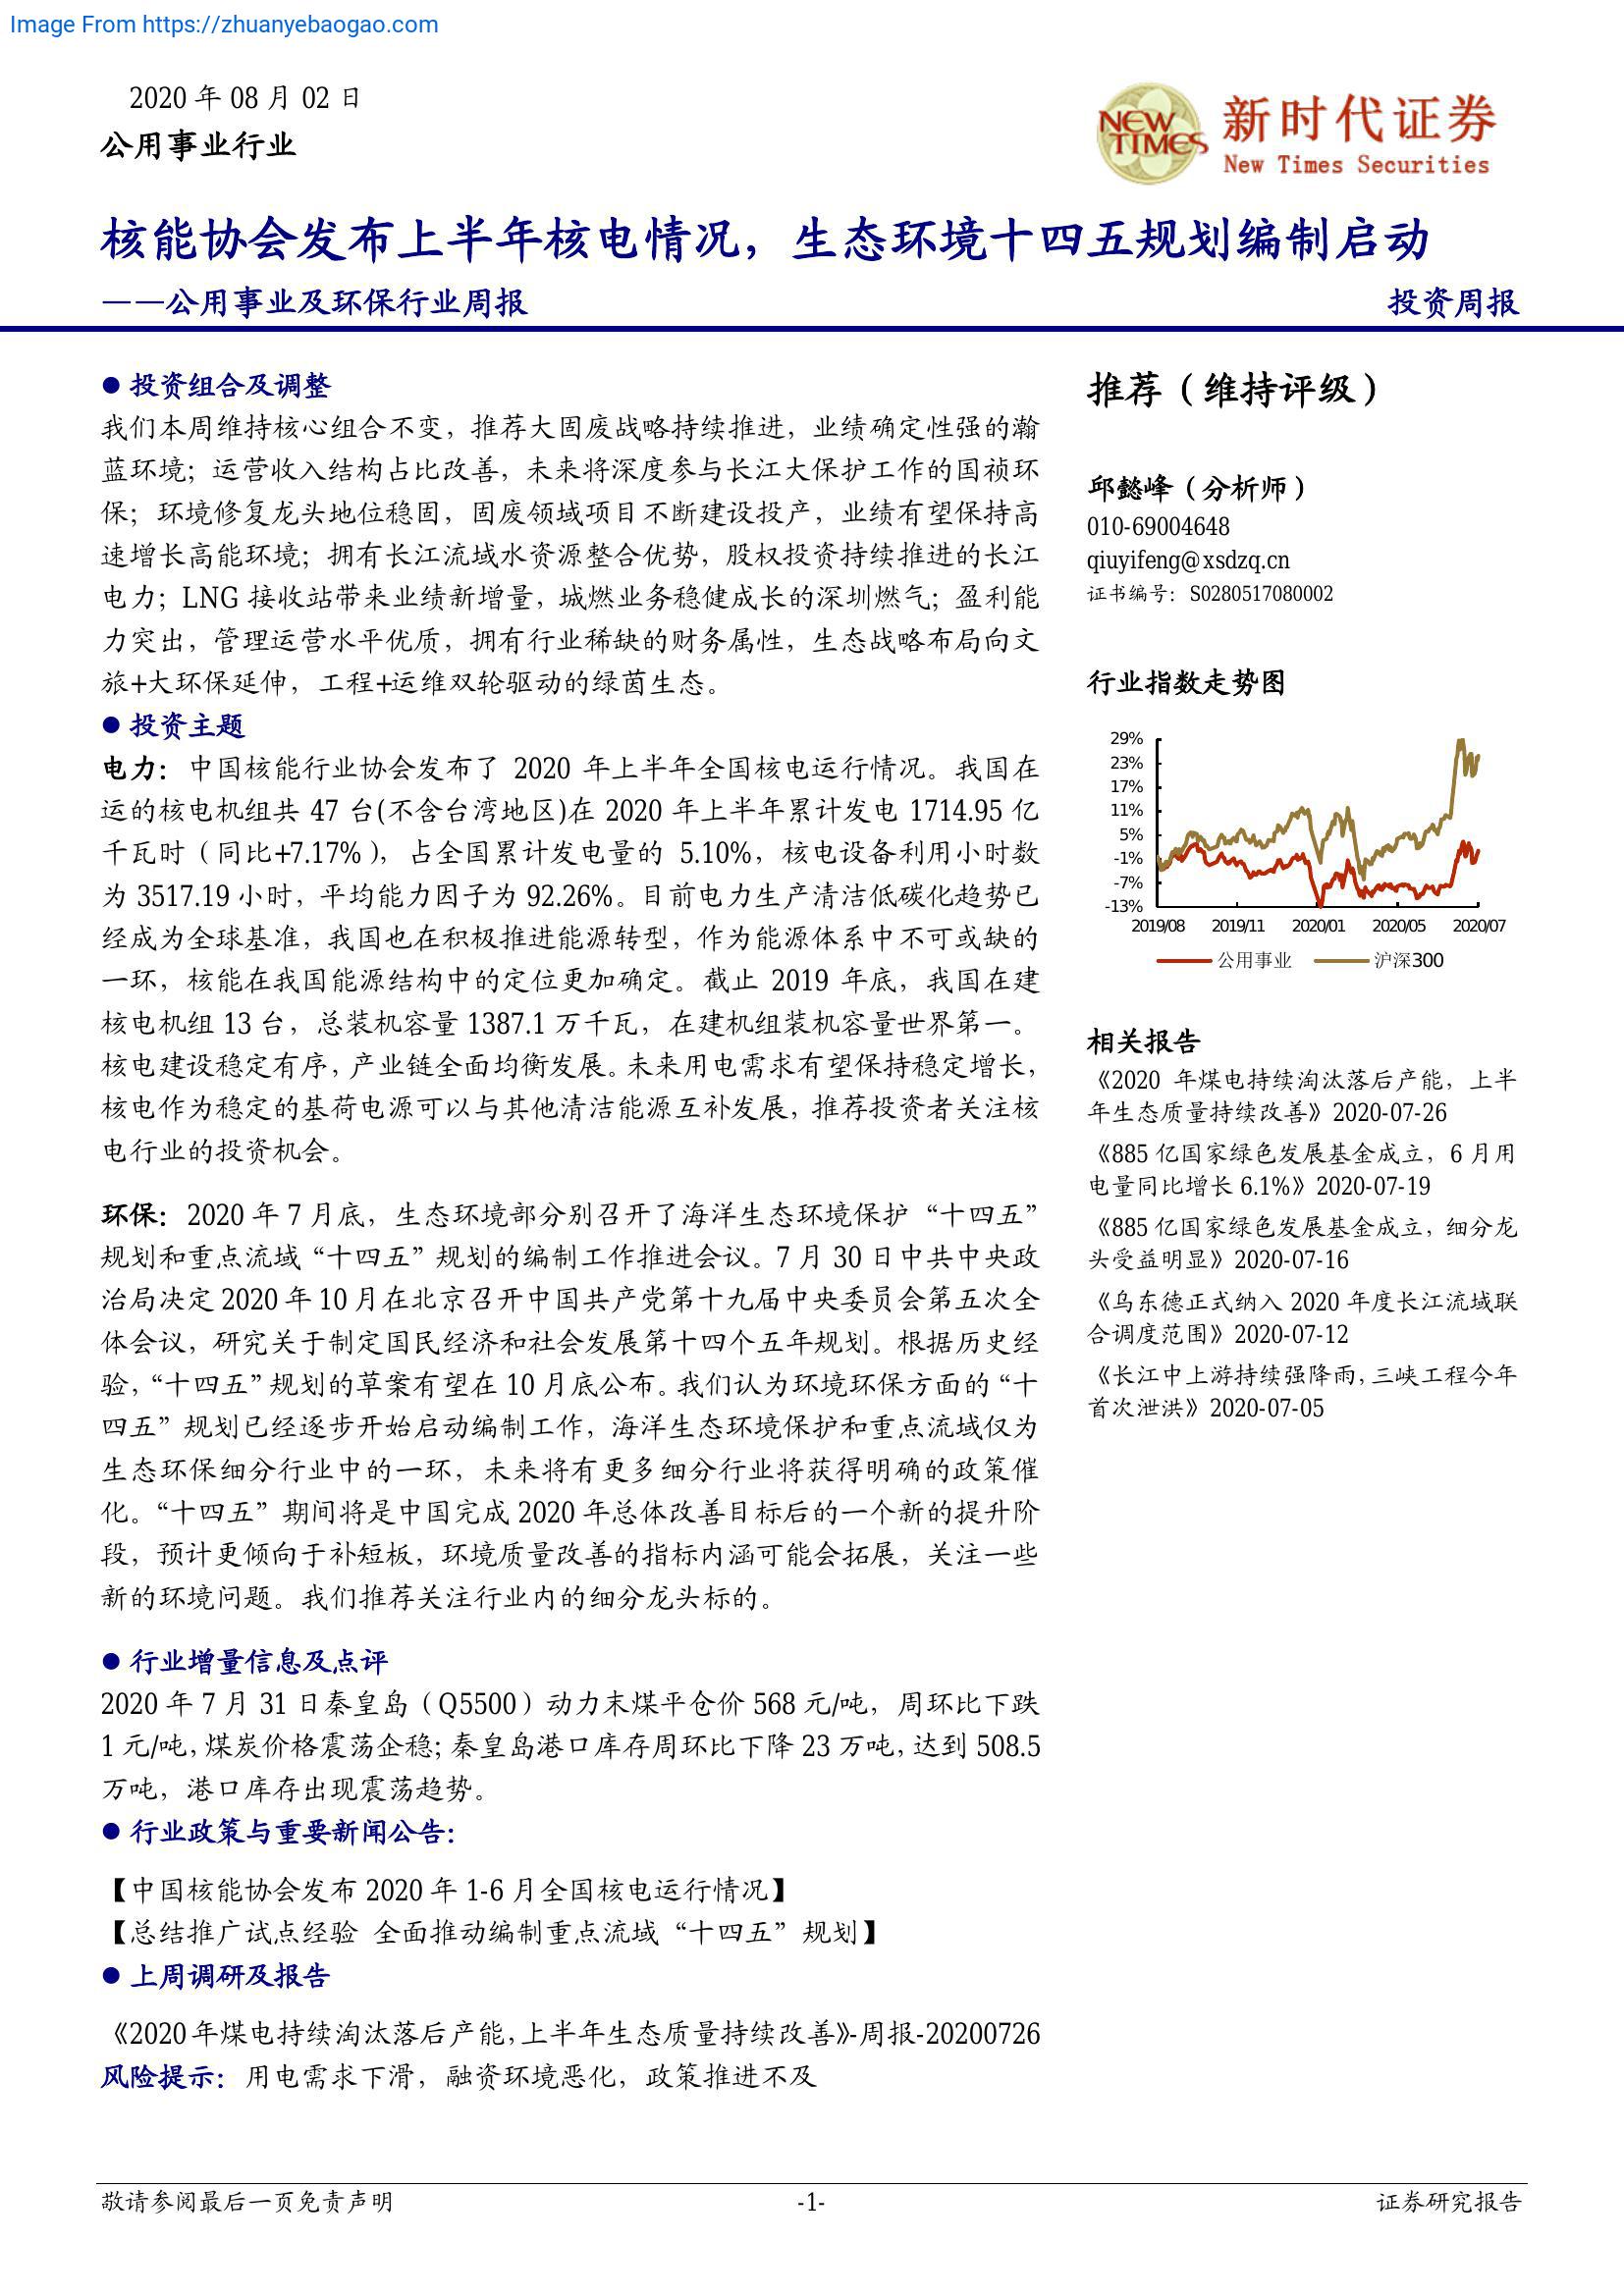 Image From https://zhuanyebaogao.com
2020 年 08 月 02 日
公用事业行业
NEW TIMES
新时代证券
New Times Securities
核能协会发布上半年核电情况，生态环境十四五规划编制启动
——公用事业及环保行业周报
投资周报
● 投资组合及调整
我们本周维持核心组合不变，推荐大固废战略持续推进，业绩确定性强的瀚
蓝环境；运营收入结构占比改善，未来将深度参与长江大保护工作的国祯环
保；环境修复龙头地位稳固，固废领域项目不断建设投产，业绩有望保持高
速增长高能环境；拥有长江流域水资源整合优势，股权投资持续推进的长江
电力；LNG 接收站带来业绩新增量，城燃业务稳健成长的深圳燃气；盈利能
力突出，管理运营水平优质，拥有行业稀缺的财务属性，生态战略布局向文
旅+大环保延伸，工程+运维双轮驱动的绿茵生态。
● 投资主题
电力：中国核能行业协会发布了 2020 年上半年全国核电运行情况。我国在
运的核电机组共 47 台(不含台湾地区)在 2020 年上半年累计发电 1714.95 亿
千瓦时（同比+7.17%），占全国累计发电量的 5.10%，核电设备利用小时数
为 3517.19 小时，平均能力因子为 92.26%。目前电力生产清洁低碳化趋势已
经成为全球基准，我国也在积极推进能源转型，作为能源体系中不可或缺的
一环，核能在我国能源结构中的定位更加确定。截止 2019 年底，我国在建
核电机组 13 台，总装机容量 1387.1 万千瓦，在建机组装机容量世界第一。
核电建设稳定有序，产业链全面均衡发展。未来用电需求有望保持稳定增长，
核电作为稳定的基荷电源可以与其他清洁能源互补发展，推荐投资者关注核
电行业的投资机会。
环保：2020 年 7 月底，生态环境部分别召开了海洋生态环境保护“十四五”
规划和重点流域“十四五”规划的编制工作推进会议。7 月 30 日中共中央政
治局决定 2020 年 10 月在北京召开中国共产党第十九届中央委员会第五次全
体会议，研究关于制定国民经济和社会发展第十四个五年规划。根据历史经
验，“十四五”规划的草案有望在 10 月底公布。我们认为环境环保方面的“十
四五”规划已经逐步开始启动编制工作，海洋生态环境保护和重点流域仅为
生态环保细分行业中的一环，未来将有更多细分行业将获得明确的政策催
化。“十四五”期间将是中国完成 2020 年总体改善目标后的一个新的提升阶
段，预计更倾向于补短板，环境质量改善的指标内涵可能会拓展，关注一些
新的环境问题。我们推荐关注行业内的细分龙头标的。
● 行业增量信息及点评
2020 年 7 月 31 日秦皇岛（Q5500）动力末煤平仓价 568 元/吨，周环比下跌
1 元/吨，煤炭价格震荡企稳；秦皇岛港口库存周环比下降 23 万吨，达到 508.5
万吨，港口库存出现震荡趋势。
● 行业政策与重要新闻公告：
【中国核能协会发布 2020 年 1-6 月全国核电运行情况】
【总结推广试点经验 全面推动编制重点流域“十四五”规划】
● 上周调研及报告
《2020 年煤电持续淘汰落后产能，上半年生态质量持续改善》-周报-20200726
风险提示：用电需求下滑，融资环境恶化，政策推进不及
推荐（维持评级）
邱懿峰（分析师）
010-69004648
qiuyifeng@xsdzq.cn
证书编号：S0280517080002
行业指数走势图
29%
23%
17%
11%
5%
-1%
-7%
-13%
2019/08 2019/11 2020/01 2020/05 2020/07
公用事业 沪深300
相关报告
《2020 年煤电持续淘汰落后产能，上半
年生态质量持续改善》2020-07-26
《885 亿国家绿色发展基金成立，6 月用
电量同比增长 6.1%》2020-07-19
《885 亿国家绿色发展基金成立，细分龙
头受益明显》2020-07-16
《乌东德正式纳入 2020 年度长江流域联
合调度范围》2020-07-12
《长江中上游持续强降雨，三峡工程今年
首次泄洪》2020-07-05
敬请参阅最后一页免责声明
-1-
证券研究报告